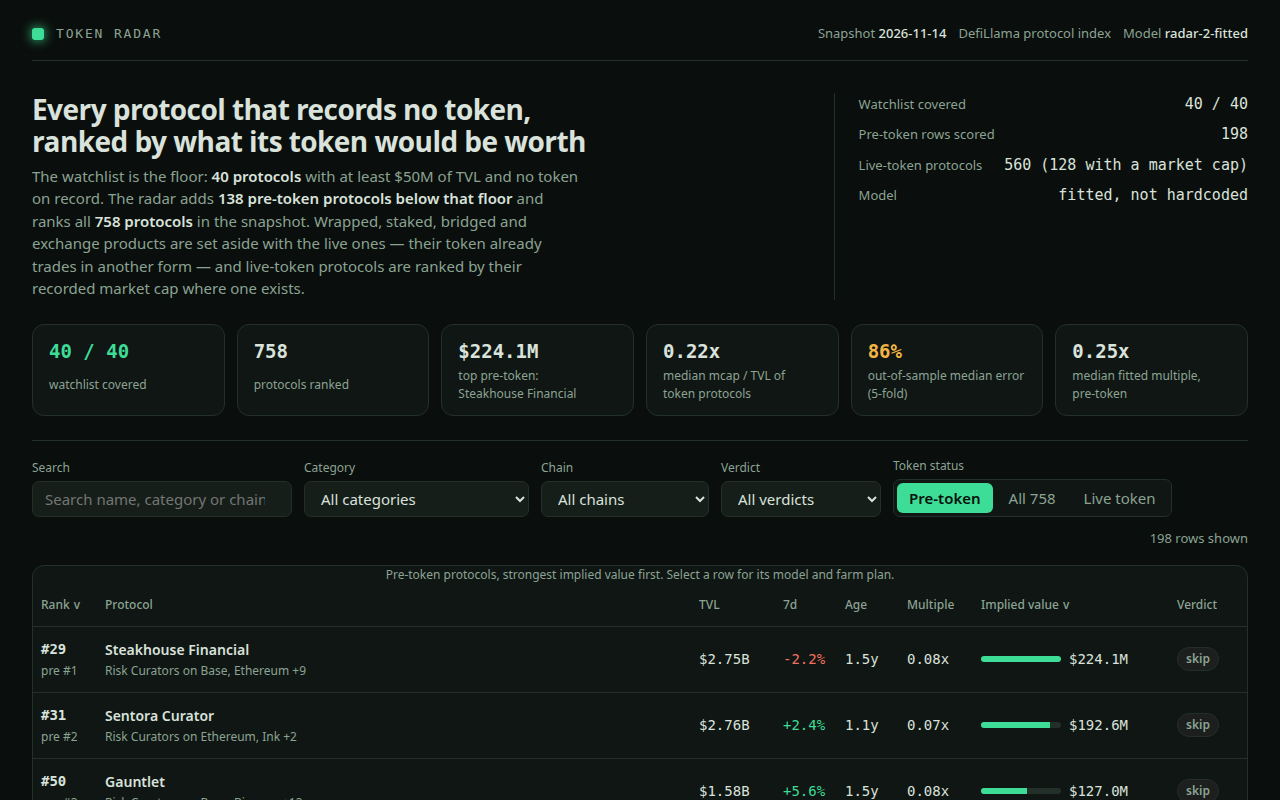 TOKEN RADAR
Snapshot 2026-11-14 DefiLlama protocol index Model radar-2-fitted
Every protocol that records no token,
ranked by what its token would be worth
The watchlist is the floor: 40 protocols with at least $50M of TVL and no token
on record. The radar adds 138 pre-token protocols below that floor and
ranks all 758 protocols in the snapshot. Wrapped, staked, bridged and
exchange products are set aside with the live ones — their token already
trades in another form — and live-token protocols are ranked by their
recorded market cap where one exists.
Watchlist covered 40 / 40
Pre-token rows scored 198
Live-token protocols 560 (128 with a market cap)
Model fitted, not hardcoded
40 / 40
watchlist covered
758
protocols ranked
$224.1M
top pre-token:
Steakhouse Financial
0.22x
median mcap / TVL of
token protocols
86%
out-of-sample median error
(5-fold)
0.25x
median fitted multiple,
pre-token
Search
Search name, category or chain
Category
All categories
Chain
All chains
Verdict
All verdicts
Token status
Pre-token All 758 Live token
198 rows shown
Pre-token protocols, strongest implied value first. Select a row for its model and farm plan.
Rank v Protocol TVL 7d Age Multiple Implied value v Verdict
#29 Steakhouse Financial $2.75B -2.2% 1.5y 0.08x $224.1M skip
pre #1 Risk Curators on Base, Ethereum +9
#31 Sentora Curator $2.76B +2.4% 1.1y 0.07x $192.6M skip
pre #2 Risk Curators on Ethereum, Ink +2
#50 Gauntlet $1.58B +5.6% 1.5y 0.08x $127.0M skip